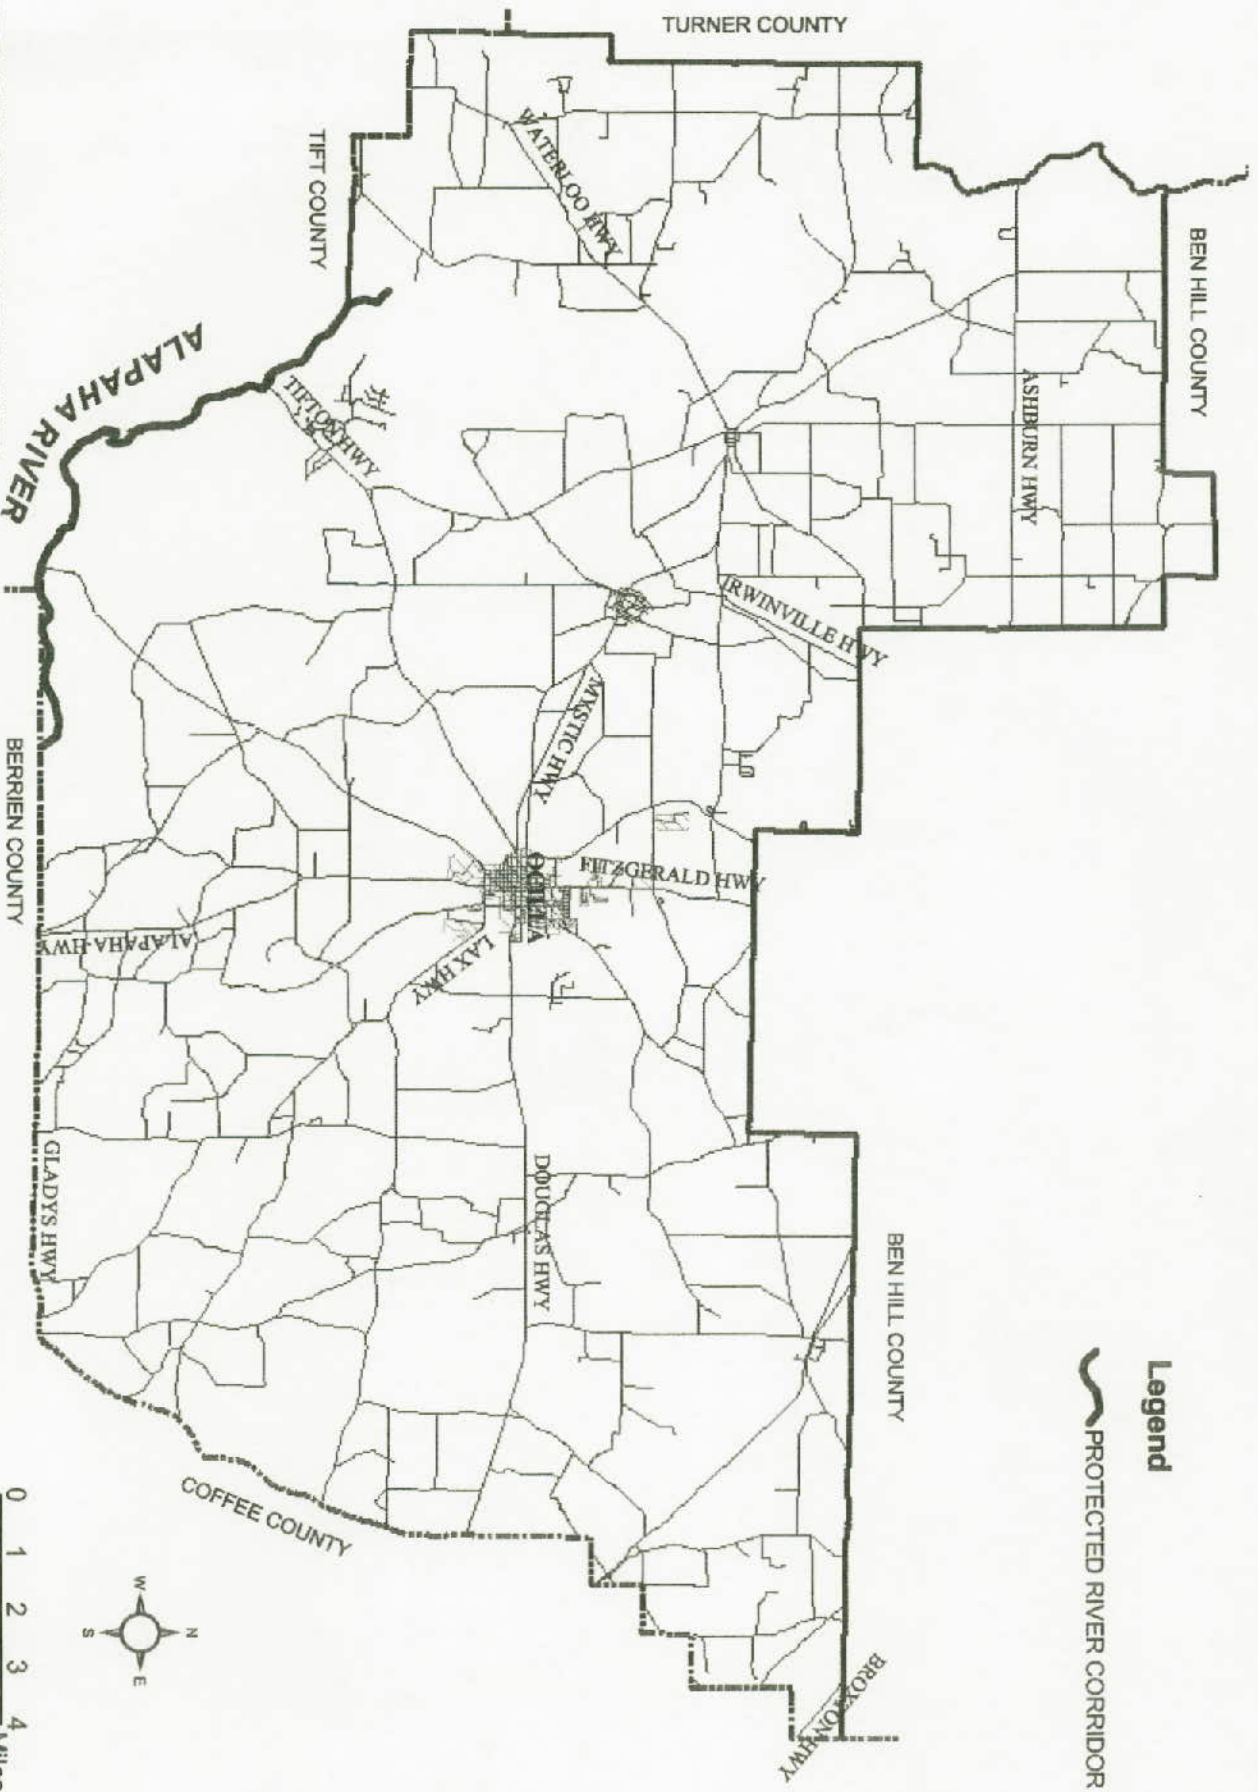 TURNER COUNTY
TIFT COUNTY
BEN HILL COUNTY
WATERLOO HWY
ASHBURN HWY
ALAPAHA RIVER
TIFTON HWY
IRWINVILLE HWY
MYSTIC HWY
OCILLA
FITZGERALD HWY
LAX HWY
ALAPAHA HWY
BERRIEN COUNTY
DOUGLAS HWY
GLADYS HWY
BEN HILL COUNTY
COFFEE COUNTY
BROXTON HWY
Legend
PROTECTED RIVER CORRIDOR
N
W
E
S
0 1 2 3 4
Miles